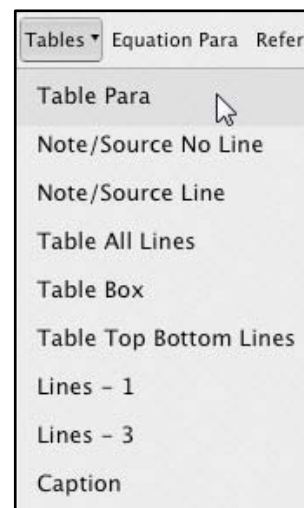 Tables Equation Para Refer
Table Para
Note/Source No Line
Note/Source Line
Table All Lines
Table Box
Table Top Bottom Lines
Lines – 1
Lines – 3
Caption